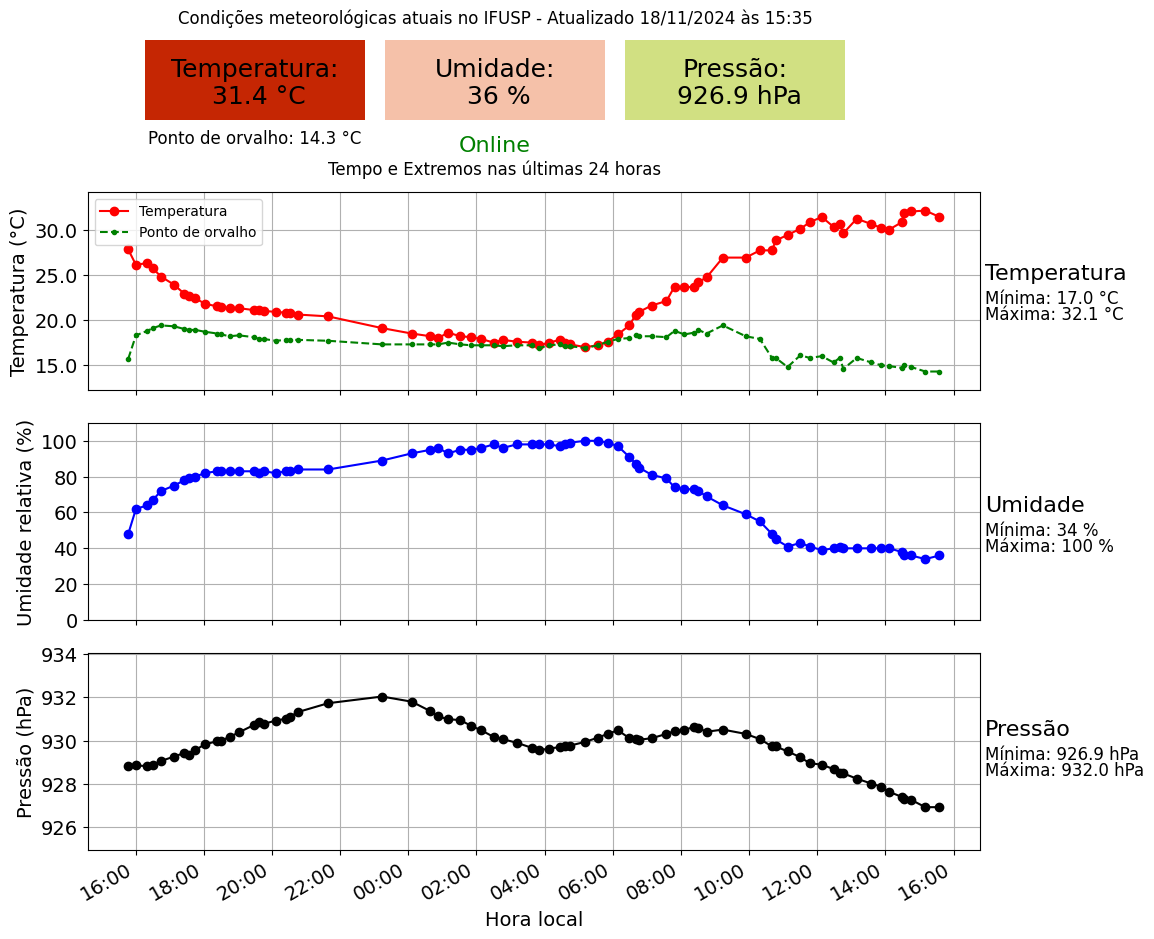 Condições meteorológicas atuais no IFUSP - Atualizado 18/11/2024 às 15:35
Temperatura:
31.4 °C
Umidade:
36 %
Pressão:
926.9 hPa
Ponto de orvalho: 14.3 °C
Online
Tempo e Extremos nas últimas 24 horas
Temperatura (°C)
30.0
25.0
20.0
15.0
Temperatura
Ponto de orvalho
Temperatura
Mínima: 17.0 °C
Máxima: 32.1 °C
Umidade relativa (%)
100
80
60
40
20
0
Umidade
Mínima: 34 %
Máxima: 100 %
Pressão (hPa)
934
932
930
928
926
Pressão
Mínima: 926.9 hPa
Máxima: 932.0 hPa
16:00
18:00
20:00
22:00
00:00
02:00
04:00
06:00
08:00
10:00
12:00
14:00
16:00
Hora local